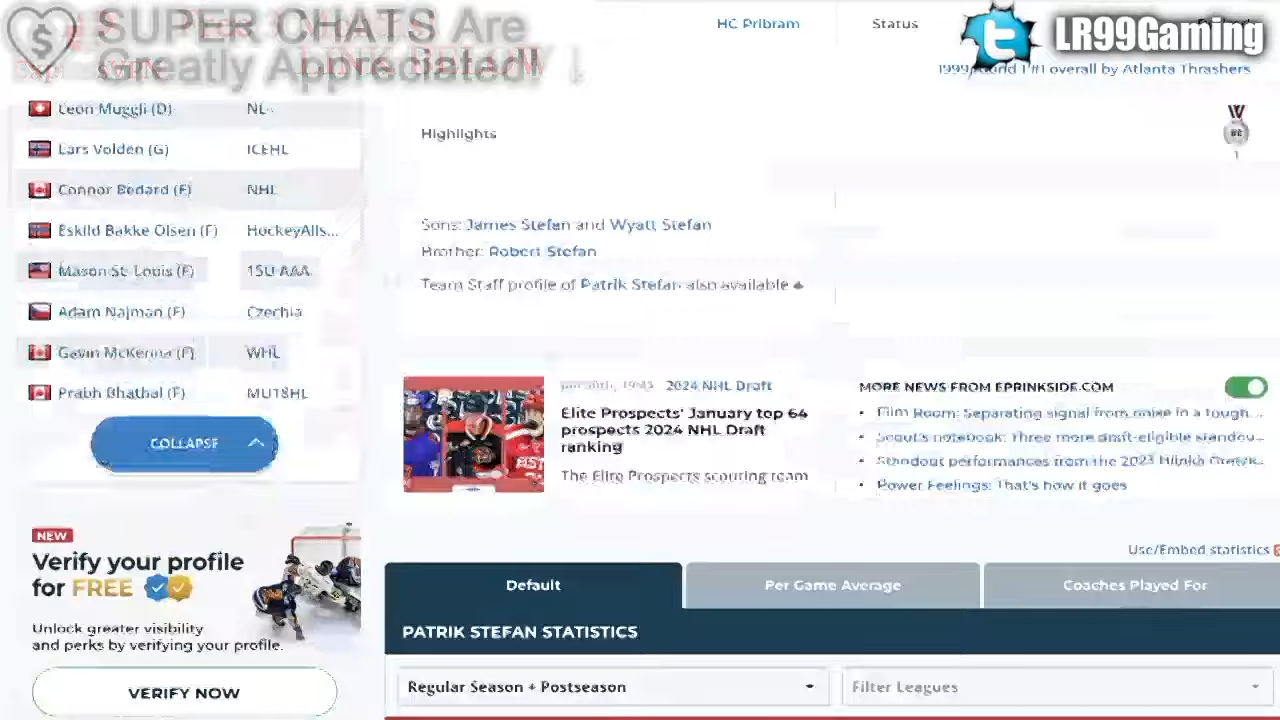 SUPER CHATS Are
Greatly Appreciated!
HC Pribram
Status
LR99Gaming
#1 overall by Atlanta Thrashers
Leon Muggli (D)
NL
Lars Volden (G)
ICEHL
Connor Bedard (F)
NHL
Eskild Bakke Olsen (F)
HockeyAlls...
Mason St-Louis (F)
15U AAA
Adam Najman (F)
Czechia
Gavin McKenna (F)
WHL
Prabh Bhathal (F)
MU18HL
COLLAPSE
NEW
Verify your profile
for FREE
Unlock greater visibility
and perks by verifying your profile.
VERIFY NOW
Highlights
1
Sons: James Stefan and Wyatt Stefan
Brother: Robert Stefan
Team Staff profile of Patrik Stefan also available
2024 NHL Draft
Elite Prospects' January top 64
prospects 2024 NHL Draft
ranking
The Elite Prospects scouting team
MORE NEWS FROM EPRINKSIDE.COM
• Film Room: Separating signal from noise in a tough...
• Scout's notebook: Three more draft-eligible standou...
• Standout performances from the 2023 Hlinka
• Power Feelings: That's how it goes
Use/Embed statistics
Default
Per Game Average
Coaches Played For
PATRIK STEFAN STATISTICS
Regular Season + Postseason
Filter Leagues